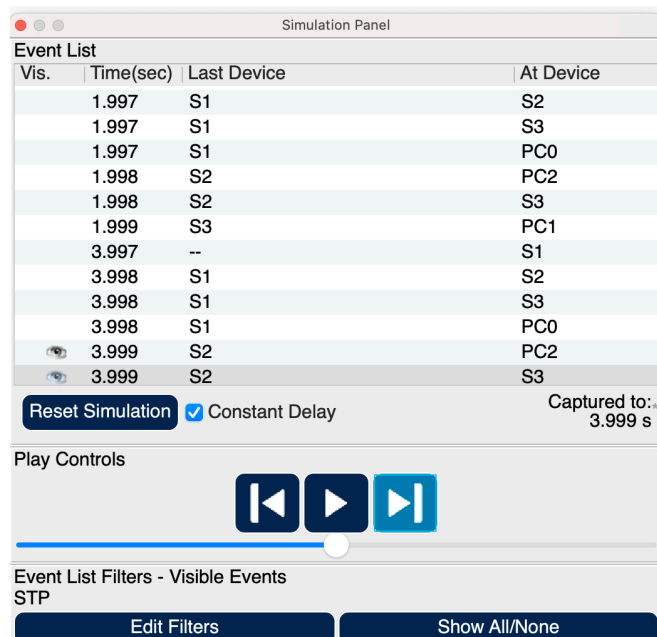 Simulation Panel
Event List
Vis. Time(sec) Last Device At Device
1.997 S1 S2
1.997 S1 S3
1.997 S1 PC0
1.998 S2 PC2
1.998 S2 S3
1.999 S3 PC1
3.997 -- S1
3.998 S1 S2
3.998 S1 S3
3.998 S1 PC0
3.999 S2 PC2
3.999 S2 S3
Reset Simulation Constant Delay Captured to:
3.999 s
Play Controls
Event List Filters - Visible Events
STP
Edit Filters Show All/None